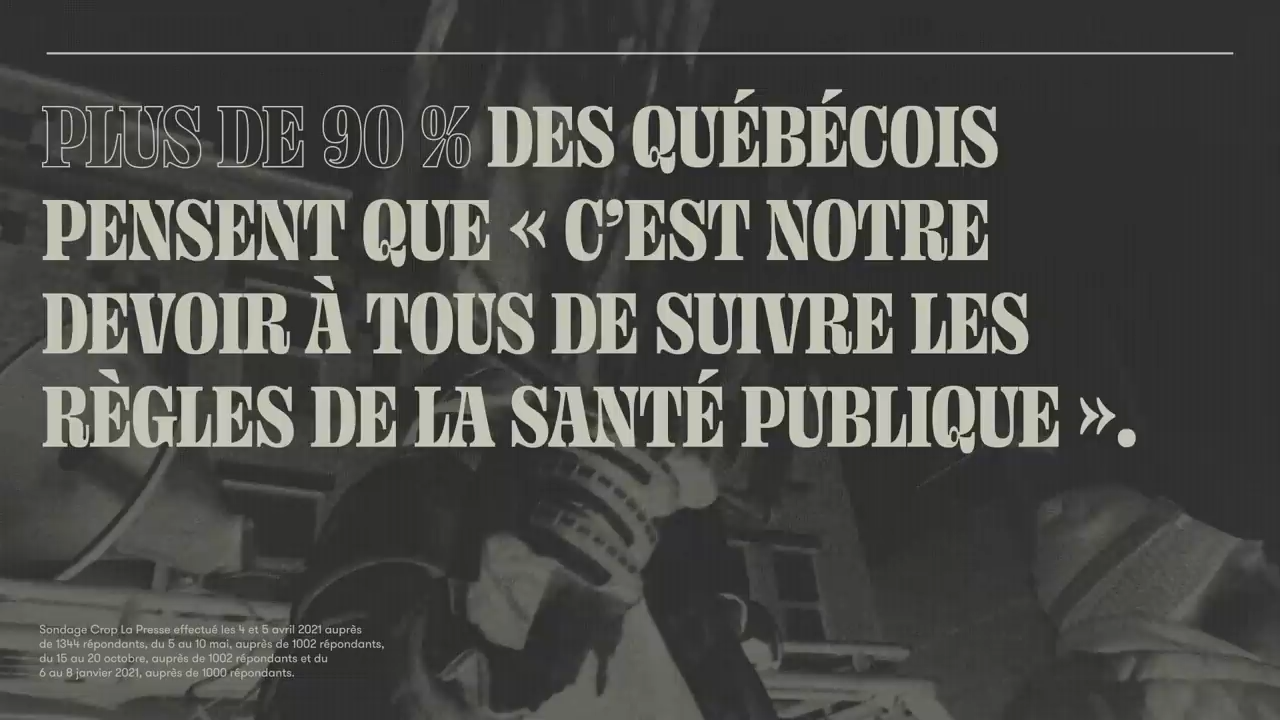 PLUS DE 90 % DES QUÉBÉCOIS
PENSENT QUE « C’EST NOTRE
DEVOIR À TOUS DE SUIVRE LES
RÈGLES DE LA SANTÉ PUBLIQUE ».
Sondage Crop La Presse effectué les 4 et 5 avril 2021 auprès
de 1344 répondants, du 5 au 10 mai, auprès de 1002 répondants,
du 15 au 20 octobre, auprès de 1002 répondants et du
6 au 8 janvier 2021, auprès de 1000 répondants.